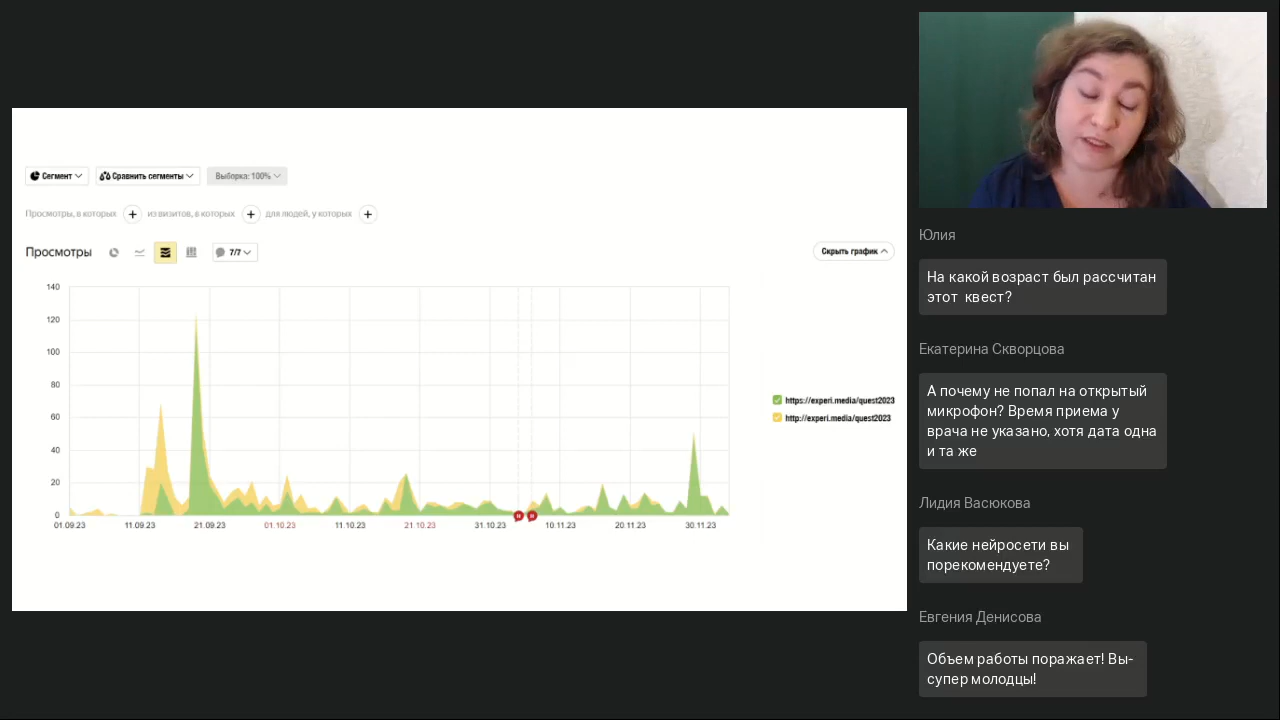 Сегмент
Сравнить сегменты
Выборка: 100%
Просмотры, в которых + из визитов, в которых + для людей, у которых +
Просмотры
7/7
Скрыть график
140
120
100
80
60
40
20
0
01.09.23 11.09.23 21.09.23 01.10.23 11.10.23 21.10.23 31.10.23 10.11.23 20.11.23 30.11.23
https://experi.media/quest2023
http://experi.media/quest2023
Юлия
На какой возраст был рассчитан
этот квест?
Екатерина Скворцова
А почему не попал на открытый
микрофон? Время приема у
врача не указано, хотя дата одна
и та же
Лидия Васюкова
Какие нейросети вы
порекомендуете?
Евгения Денисова
Объем работы поражает! Вы-
супер молодцы!